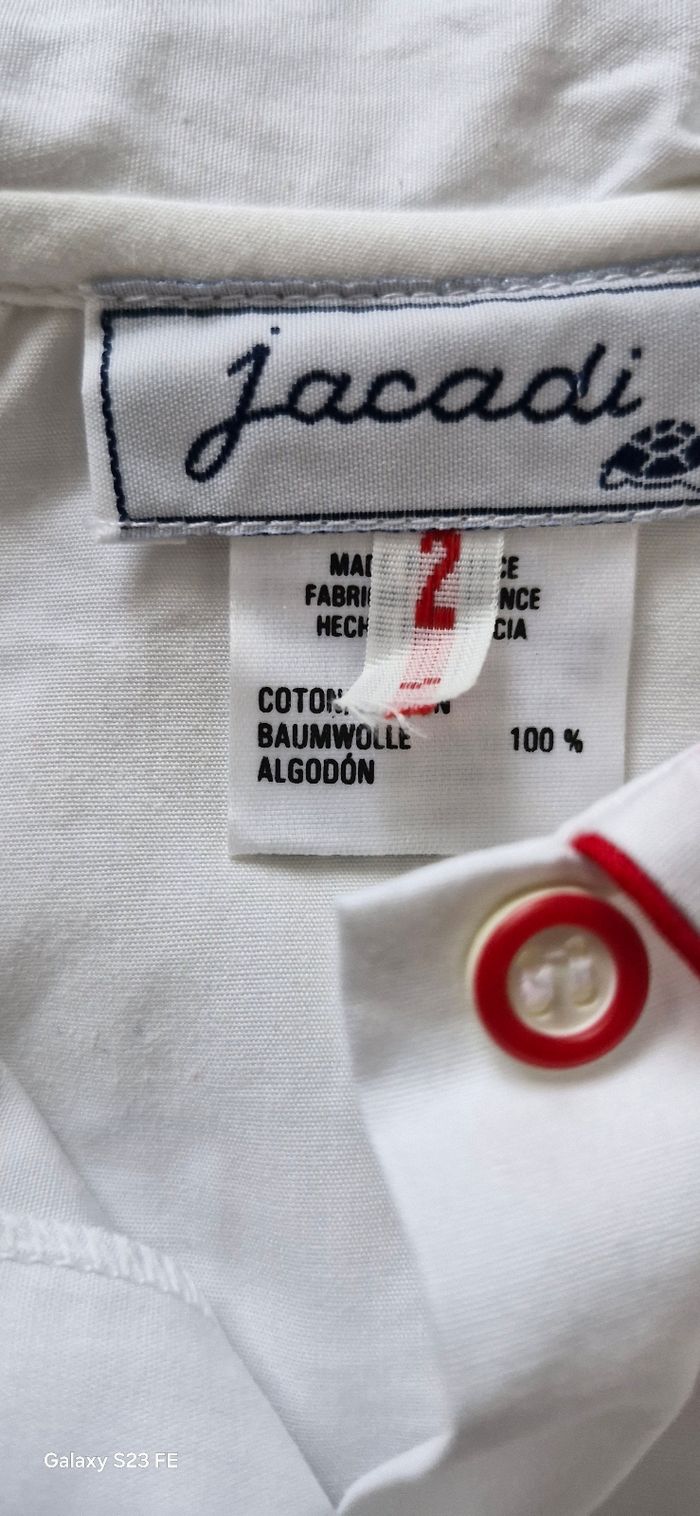 jacadi
2
MAD CE
FABRI NCE
HECH CIA
COTON N
BAUMWOLLE 100 %
ALGODÓN
Galaxy S23 FE